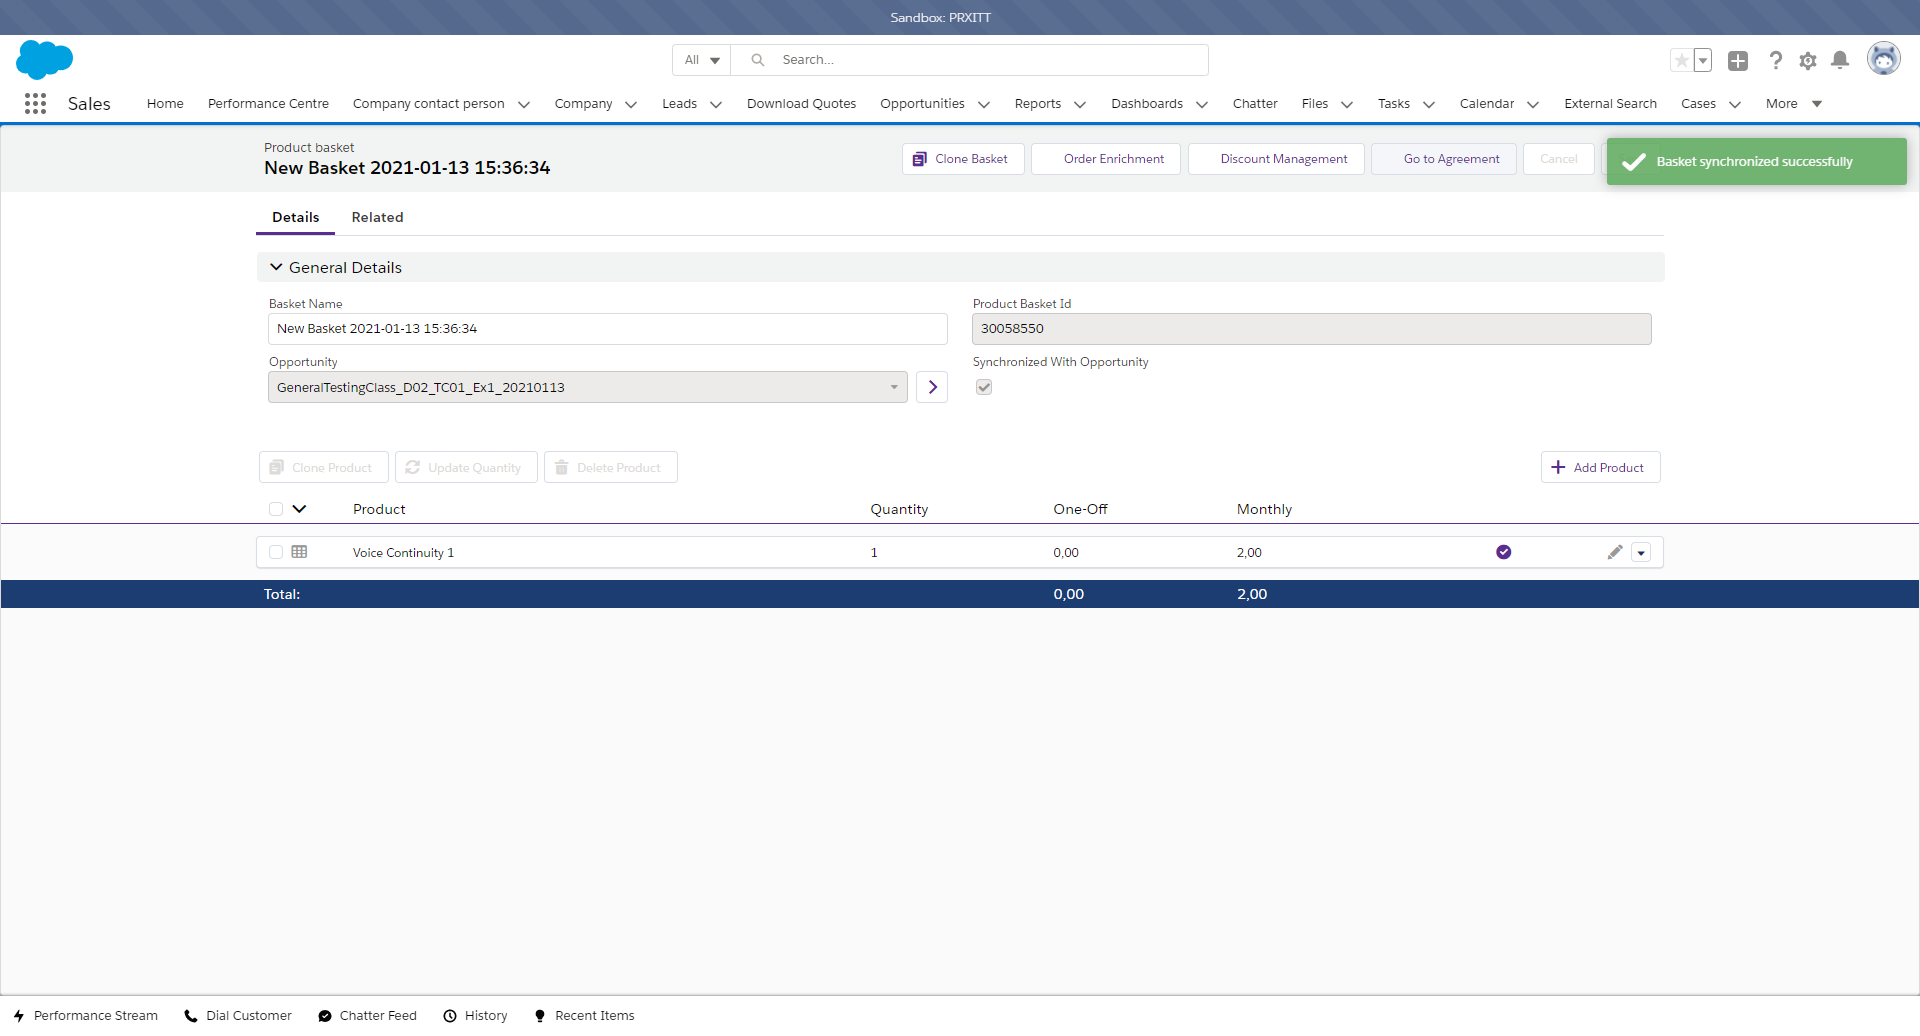 Sandbox: PRXITT
All
Search...
Sales
Home
Performance Centre
Company contact person
Company
Leads
Download Quotes
Opportunities
Reports
Dashboards
Chatter
Files
Tasks
Calendar
External Search
Cases
More
Product basket
New Basket 2021-01-13 15:36:34
Clone Basket
Order Enrichment
Discount Management
Go to Agreement
Cancel
Basket synchronized successfully
Details
Related
General Details
Basket Name
New Basket 2021-01-13 15:36:34
Product Basket Id
30058550
Opportunity
GeneralTestingClass_D02_TC01_Ex1_20210113
Synchronized With Opportunity
Clone Product
Update Quantity
Delete Product
Add Product
Product Quantity One-Off Monthly
Voice Continuity 1 1 0,00 2,00
Total: 0,00 2,00
Performance Stream
Dial Customer
Chatter Feed
History
Recent Items